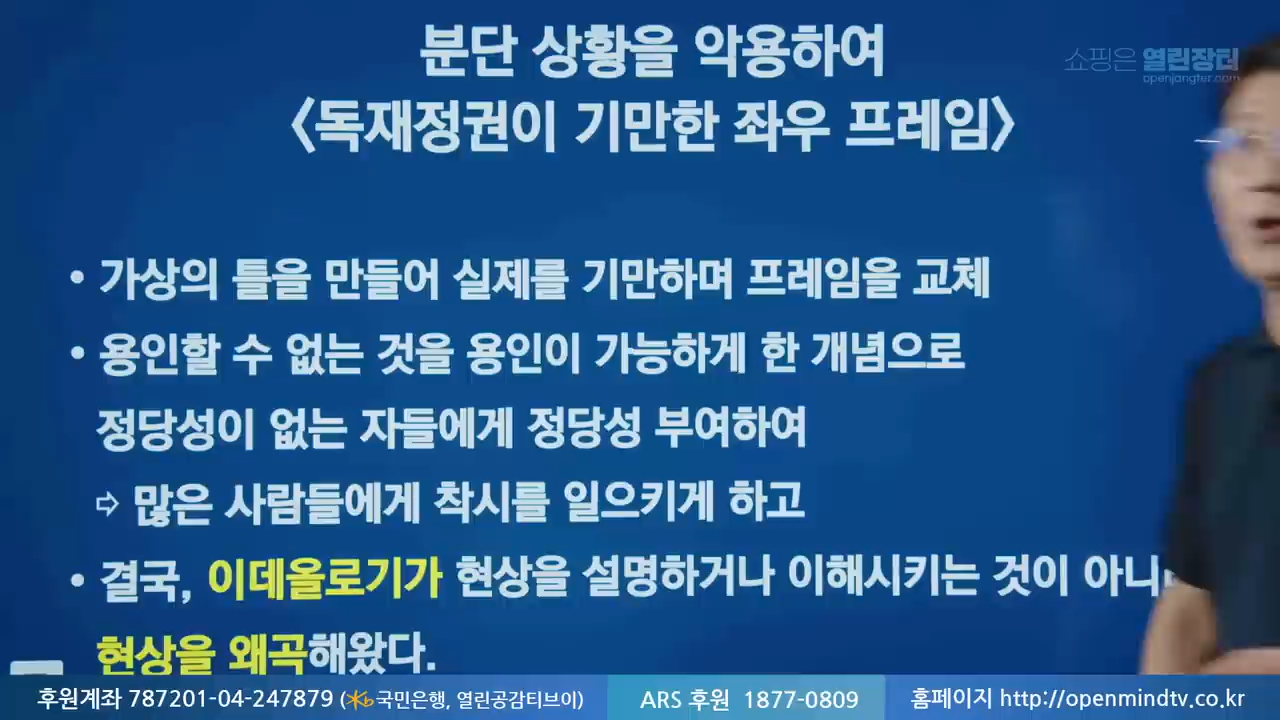 분단 상황을 악용하여
쇼핑은 열린장터
openjangter.com
<독재정권이 기만한 좌우 프레임>
• 가상의 틀을 만들어 실제를 기만하며 프레임을 교체
• 용인할 수 없는 것을 용인이 가능하게 한 개념으로
정당성이 없는 자들에게 정당성 부여하여
⇨ 많은 사람들에게 착시를 일으키게 하고
• 결국, 이데올로기가 현상을 설명하거나 이해시키는 것이 아니
현상을 왜곡해왔다.
후원계좌 787201-04-247879 (KB국민은행, 열린공감티브이) ARS 후원 1877-0809 홈페이지 http://openmindtv.co.kr